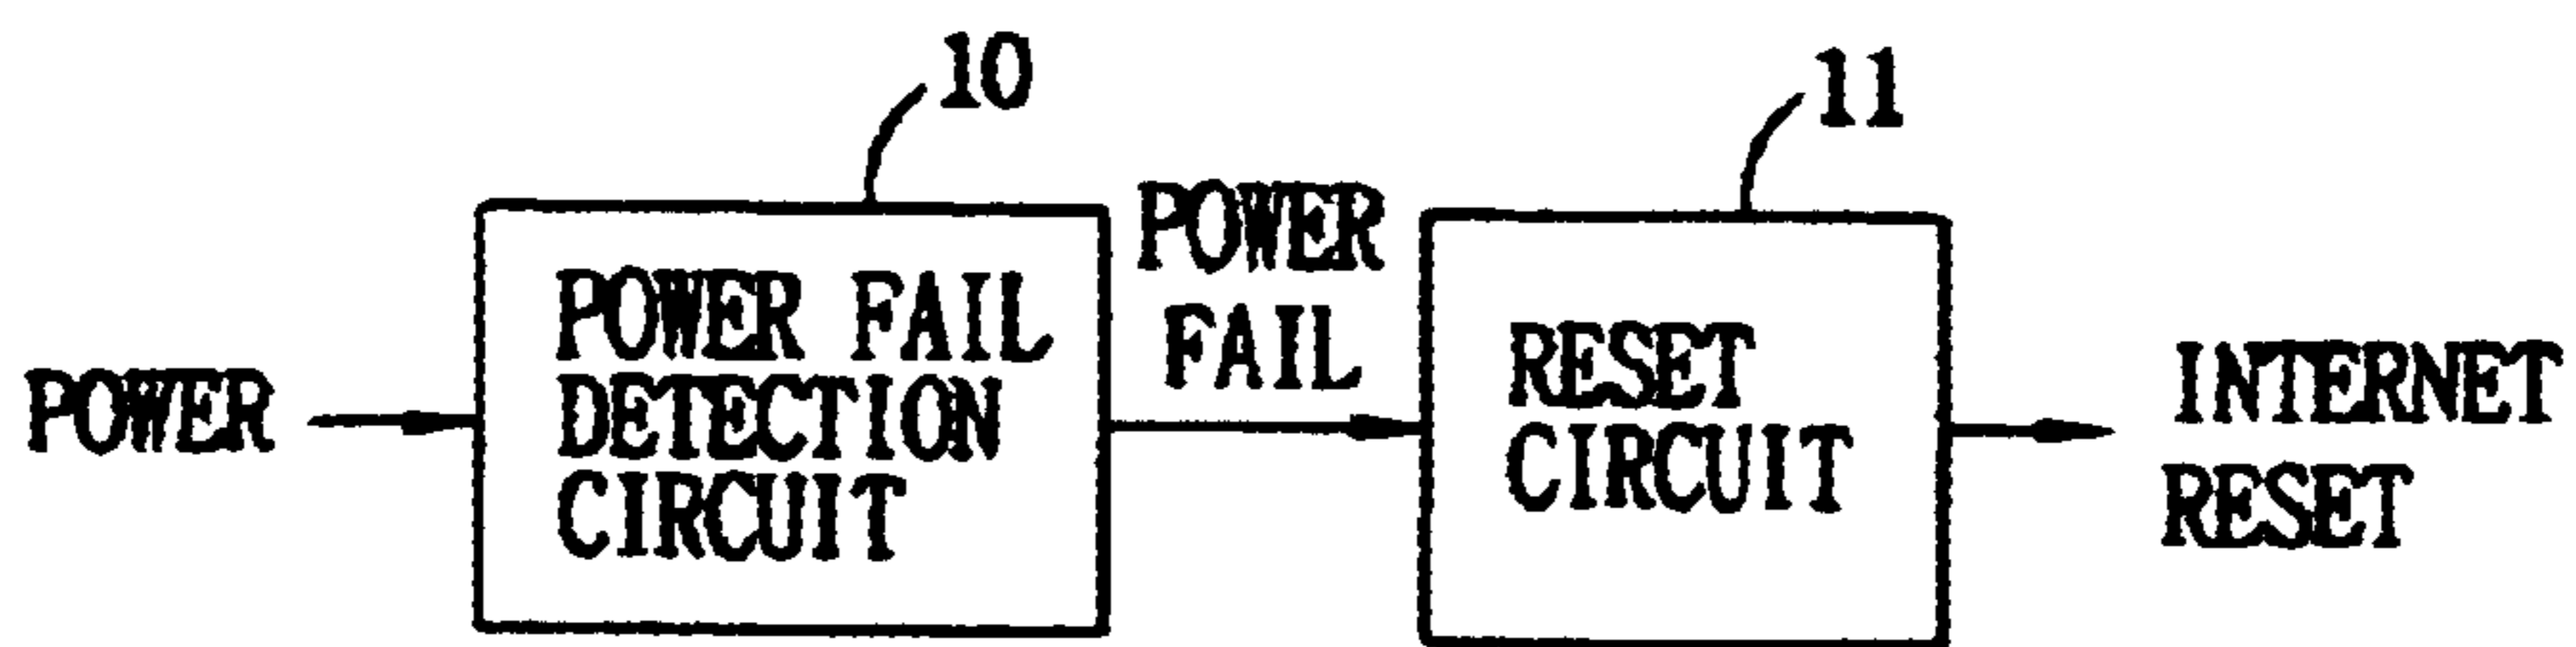 10
11
POWER
POWER FAIL
DETECTION
CIRCUIT
POWER
FAIL
RESET
CIRCUIT
INTERNET
RESET